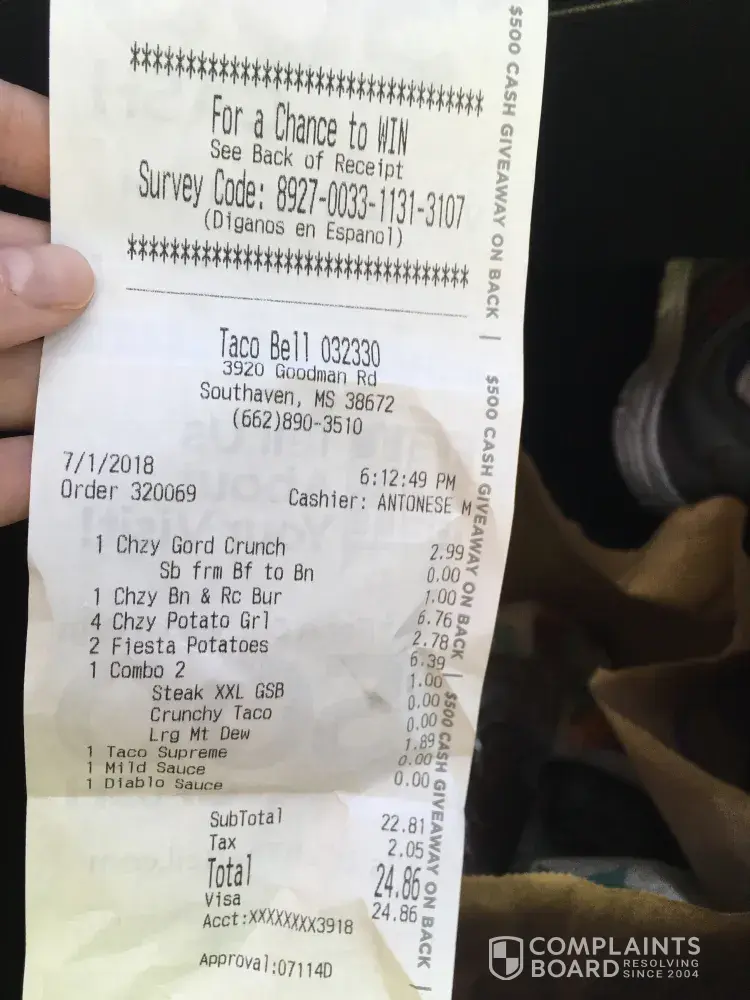 ********************************
For a Chance to WIN
See Back of Receipt
Survey Code: 8927-0033-1131-3107
(Diganos en Espanol)
********************************
Taco Bell 032330
3920 Goodman Rd
Southaven, MS 38672
(662)890-3510
7/1/2018 6:12:49 PM
Order 320069 Cashier: ANTONESE M
1 Chzy Gord Crunch 2.99
Sb frm Bf to Bn 0.00
1 Chzy Bn & Rc Bur 1.00
4 Chzy Potato Grl 6.76
2 Fiesta Potatoes 2.78
1 Combo 2 6.39
Steak XXL GSB 1.00
Crunchy Taco 0.00
Lrg Mt Dew 0.00
1 Taco Supreme 1.89
1 Mild Sauce 0.00
1 Diablo Sauce 0.00
SubTotal 22.81
Tax 2.05
Total 24.86
Visa 24.86
Acct:XXXXXXXX3918
Approval:07114D
$500 CASH GIVEAWAY ON BACK |
$500 CASH GIVEAWAY ON BACK |
$500 CASH GIVEAWAY ON BACK |
COMPLAINTS
BOARD RESOLVING
SINCE 2004